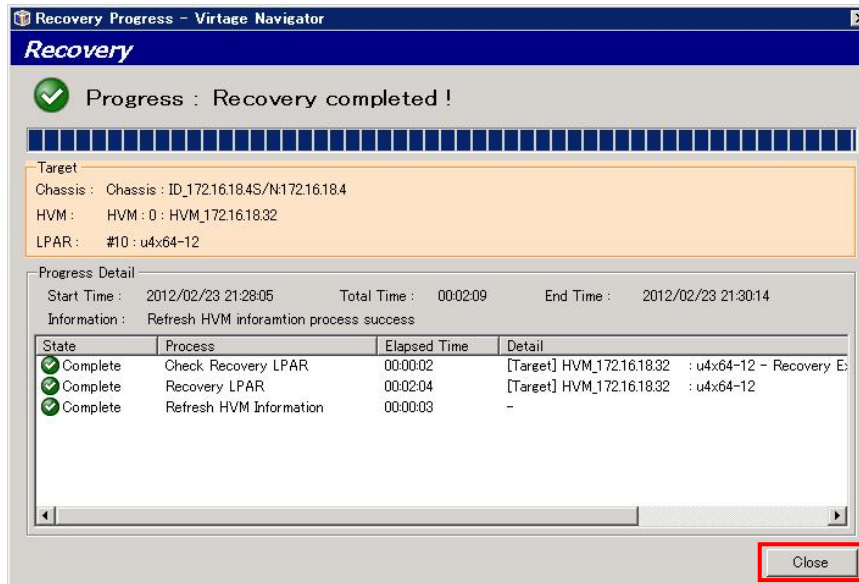 Recovery Progress - Virtage Navigator
Recovery
Progress : Recovery completed !
Target
Chassis : Chassis : ID_172.16.18.4S/N:172.16.18.4
HVM : HVM : 0 : HVM_172.16.18.32
LPAR : #10 : u4x64-12
Progress Detail
Start Time : 2012/02/23 21:28:05 Total Time : 00:02:09 End Time : 2012/02/23 21:30:14
Information : Refresh HVM inforamtion process success
State Process Elapsed Time Detail
Complete Check Recovery LPAR 00:00:02 [Target] HVM_172.16.18.32 : u4x64-12 - Recovery
Complete Recovery LPAR 00:02:04 [Target] HVM_172.16.18.32 : u4x64-12
Complete Refresh HVM Information 00:00:03 -
Close